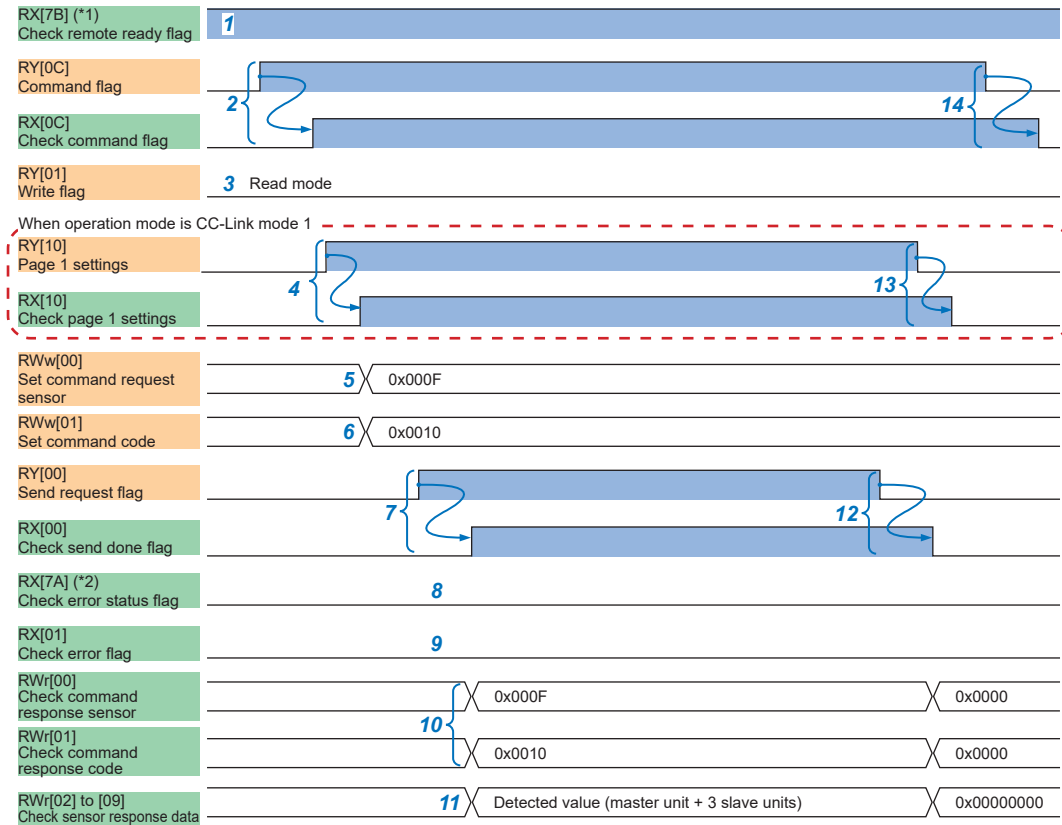 RX[7B] (*1)
Check remote ready flag
1
RY[0C]
Command flag
2
14
RX[0C]
Check command flag
RY[01]
Write flag
3 Read mode
When operation mode is CC-Link mode 1
RY[10]
Page 1 settings
4
13
RX[10]
Check page 1 settings
RWw[00]
Set command request
sensor
5 0x000F
RWw[01]
Set command code
6 0x0010
RY[00]
Send request flag
7
12
RX[00]
Check send done flag
RX[7A] (*2)
Check error status flag
8
RX[01]
Check error flag
9
RWr[00]
Check command
response sensor
0x000F 0x0000
10
RWr[01]
Check command
response code
0x0010 0x0000
RWr[02] to [09]
Check sensor response data
11 Detected value (master unit + 3 slave units) 0x00000000